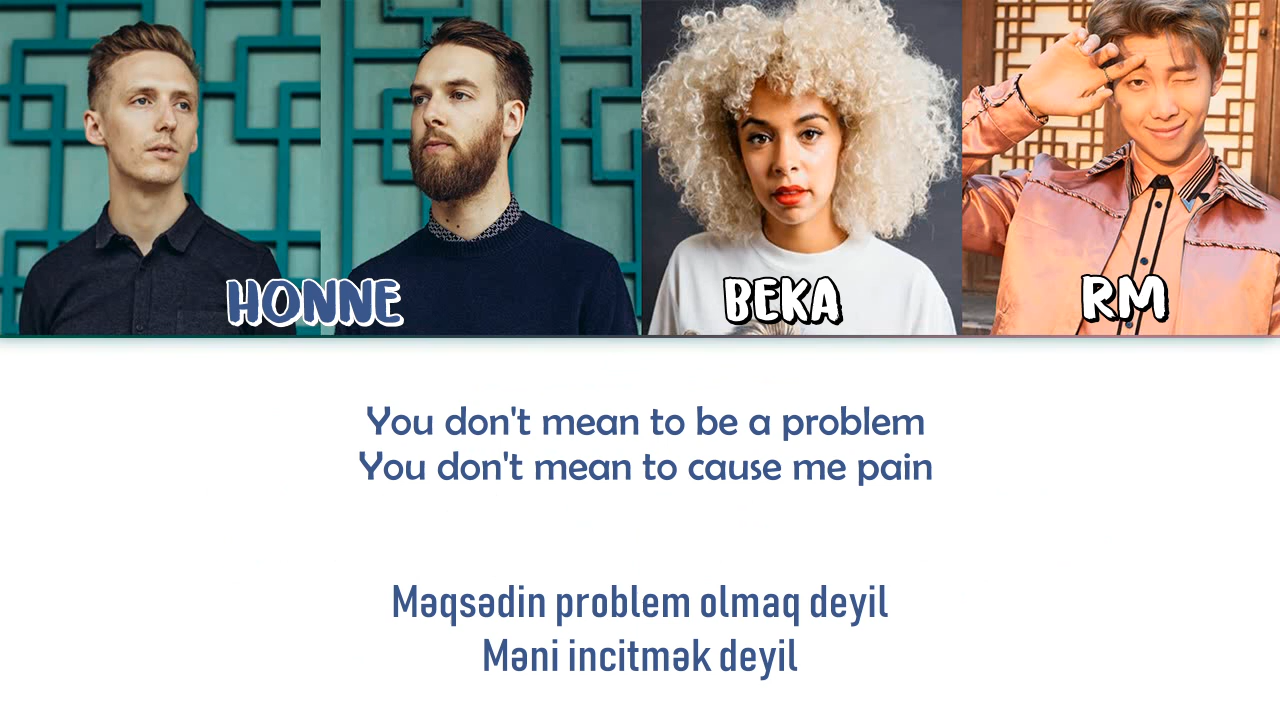 HONNE
BEKA
RM
You don't mean to be a problem
You don't mean to cause me pain
Məqsədin problem olmaq deyil
Məni incitmək deyil